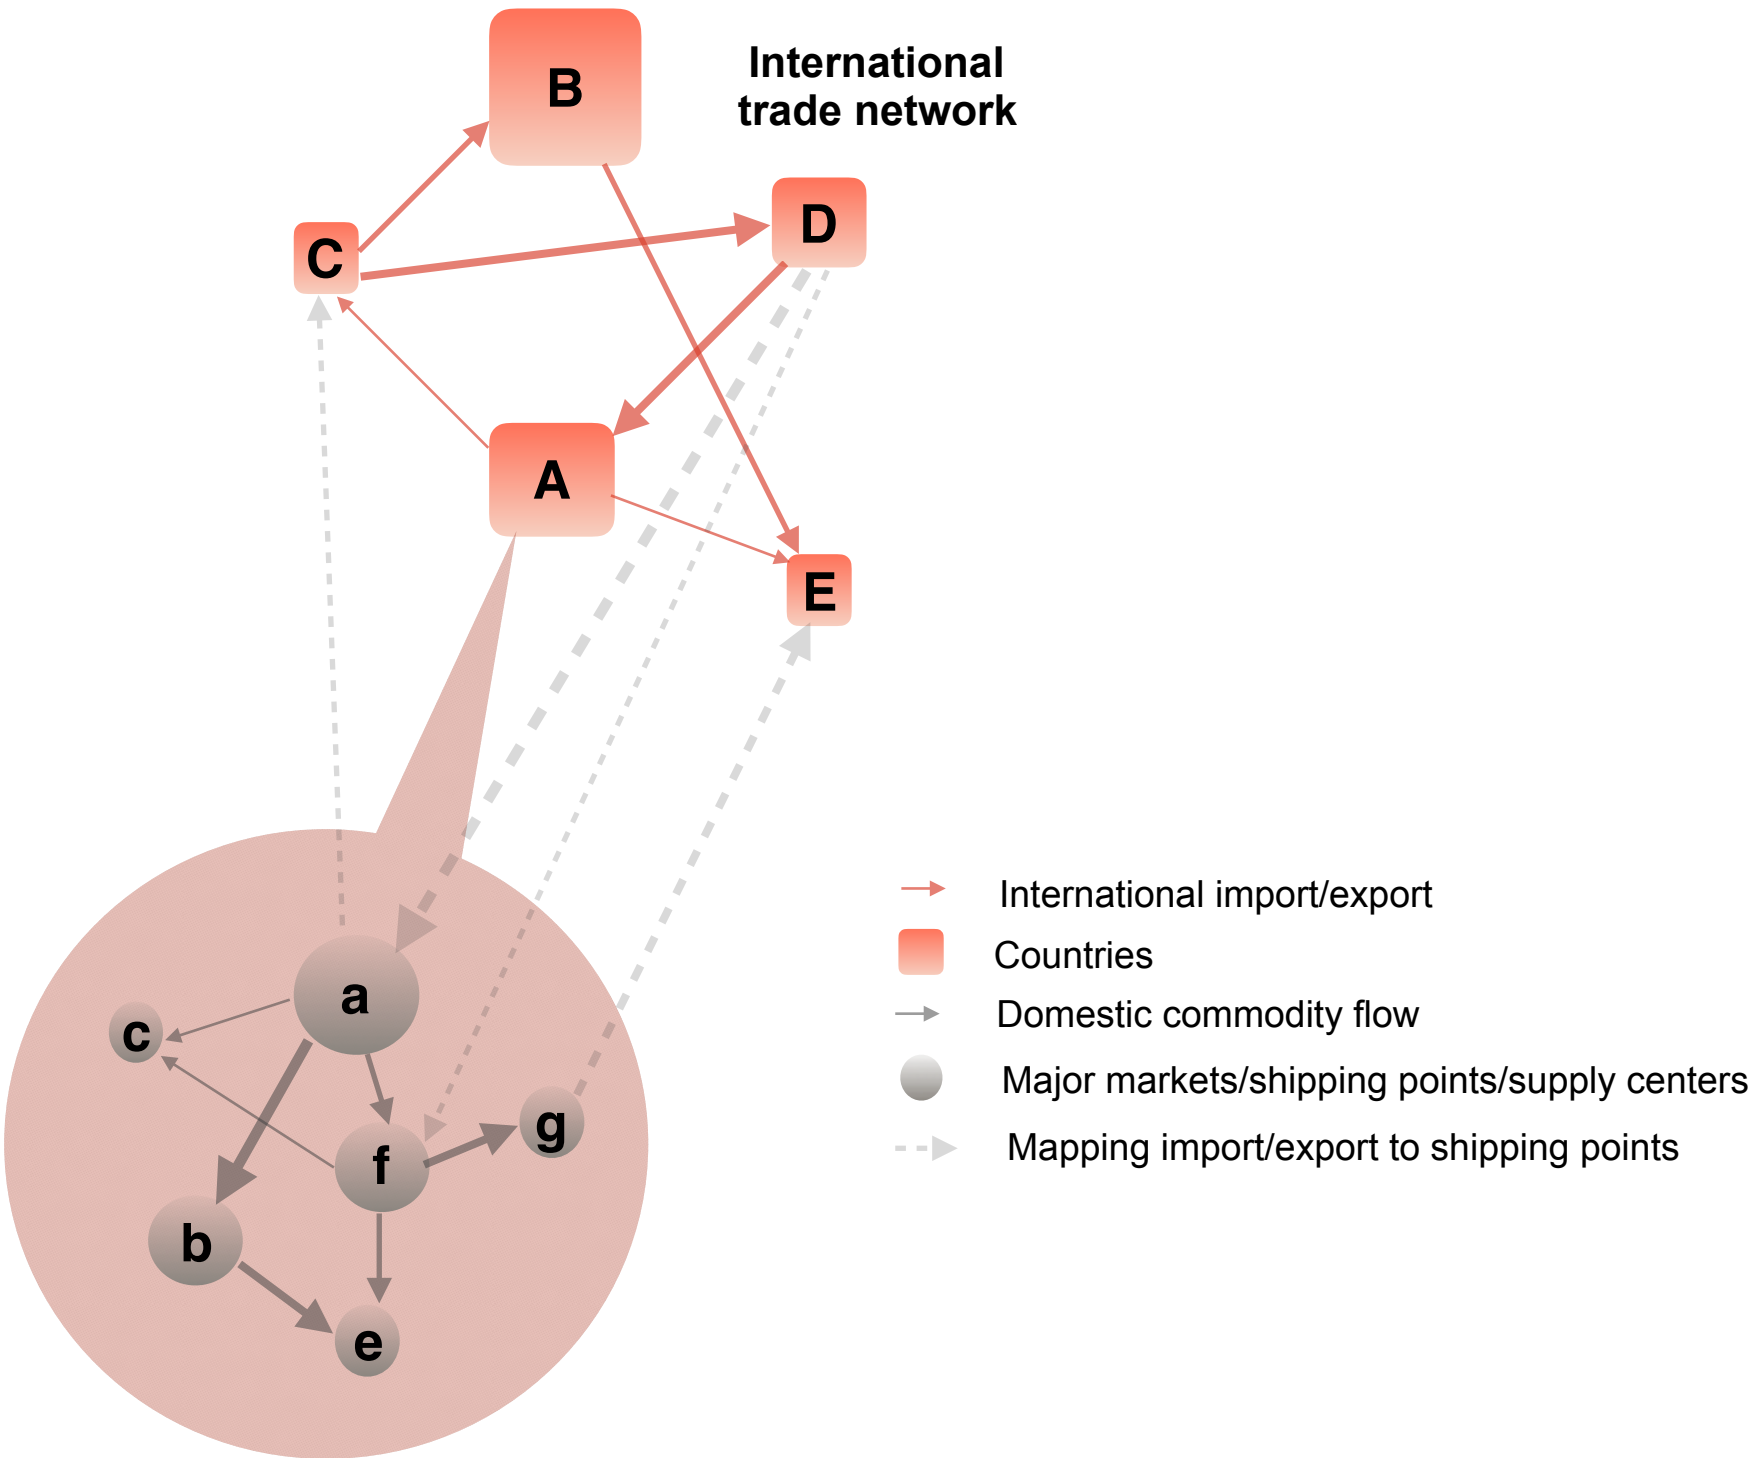 B
International
trade network
D
C
A
E
International import/export
Countries
a
Domestic commodity flow
c
Major markets/shipping points/supply centers
g
Mapping import/export to shipping points
f
b
e